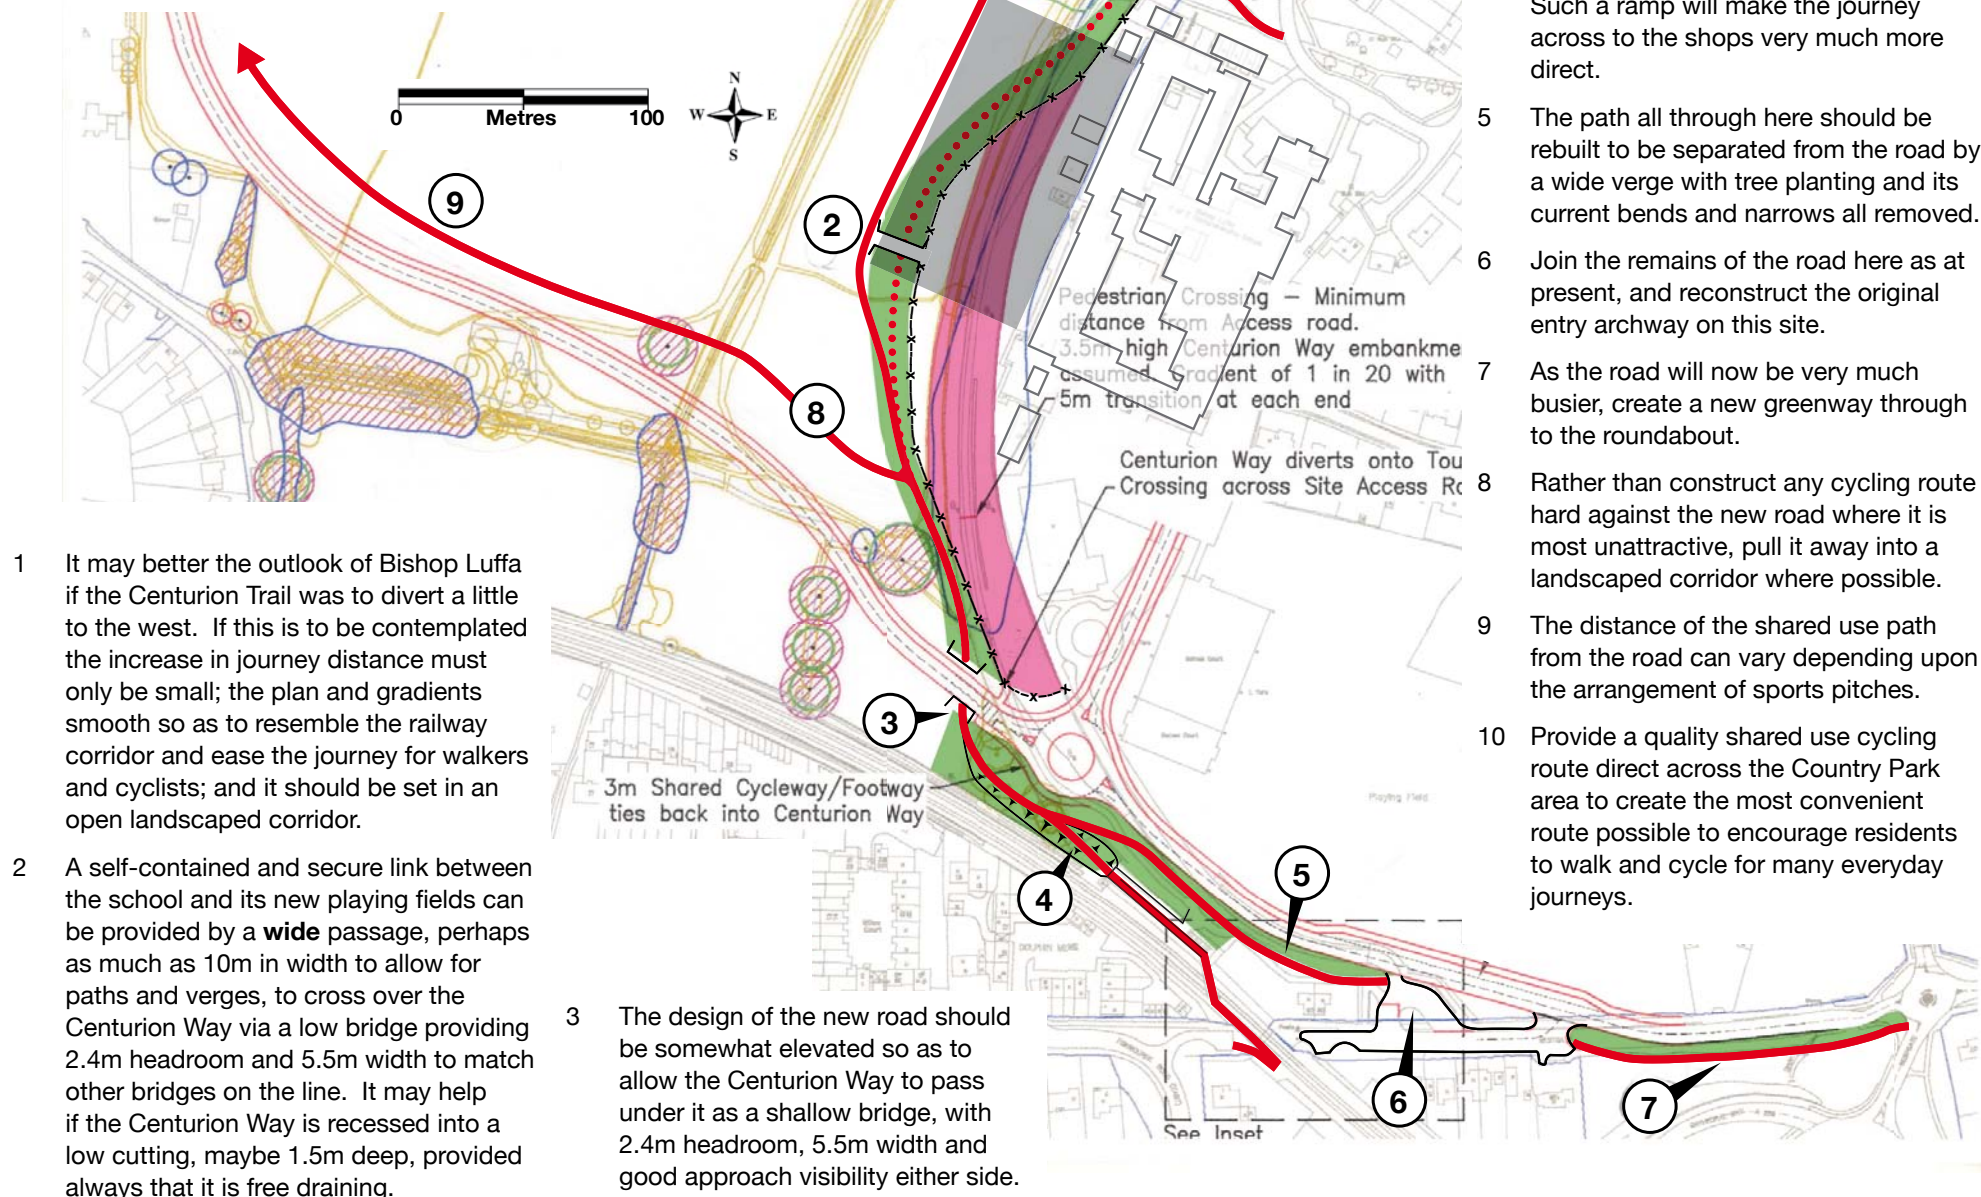 N
W E
S
0 Metres 100
9
2
8
Pedestrian Crossing – Minimum
distance from Access road.
3.5m high Centurion Way embankme
assumed. Gradient of 1 in 20 with
5m transition at each end
Centurion Way diverts onto Tou
Crossing across Site Access Ro
3
3m Shared Cycleway/Footway
ties back into Centurion Way
Playing Field
4
5
6
7
See Inset
1 It may better the outlook of Bishop Luffa
if the Centurion Trail was to divert a little
to the west. If this is to be contemplated
the increase in journey distance must
only be small; the plan and gradients
smooth so as to resemble the railway
corridor and ease the journey for walkers
and cyclists; and it should be set in an
open landscaped corridor.
2 A self-contained and secure link between
the school and its new playing fields can
be provided by a wide passage, perhaps
as much as 10m in width to allow for
paths and verges, to cross over the
Centurion Way via a low bridge providing
2.4m headroom and 5.5m width to match
other bridges on the line. It may help
if the Centurion Way is recessed into a
low cutting, maybe 1.5m deep, provided
always that it is free draining.
3 The design of the new road should
be somewhat elevated so as to
allow the Centurion Way to pass
under it as a shallow bridge, with
2.4m headroom, 5.5m width and
good approach visibility either side.
Such a ramp will make the journey
across to the shops very much more
direct.
5 The path all through here should be
rebuilt to be separated from the road by
a wide verge with tree planting and its
current bends and narrows all removed.
6 Join the remains of the road here as at
present, and reconstruct the original
entry archway on this site.
7 As the road will now be very much
busier, create a new greenway through
to the roundabout.
8 Rather than construct any cycling route
hard against the new road where it is
most unattractive, pull it away into a
landscaped corridor where possible.
9 The distance of the shared use path
from the road can vary depending upon
the arrangement of sports pitches.
10 Provide a quality shared use cycling
route direct across the Country Park
area to create the most convenient
route possible to encourage residents
to walk and cycle for many everyday
journeys.